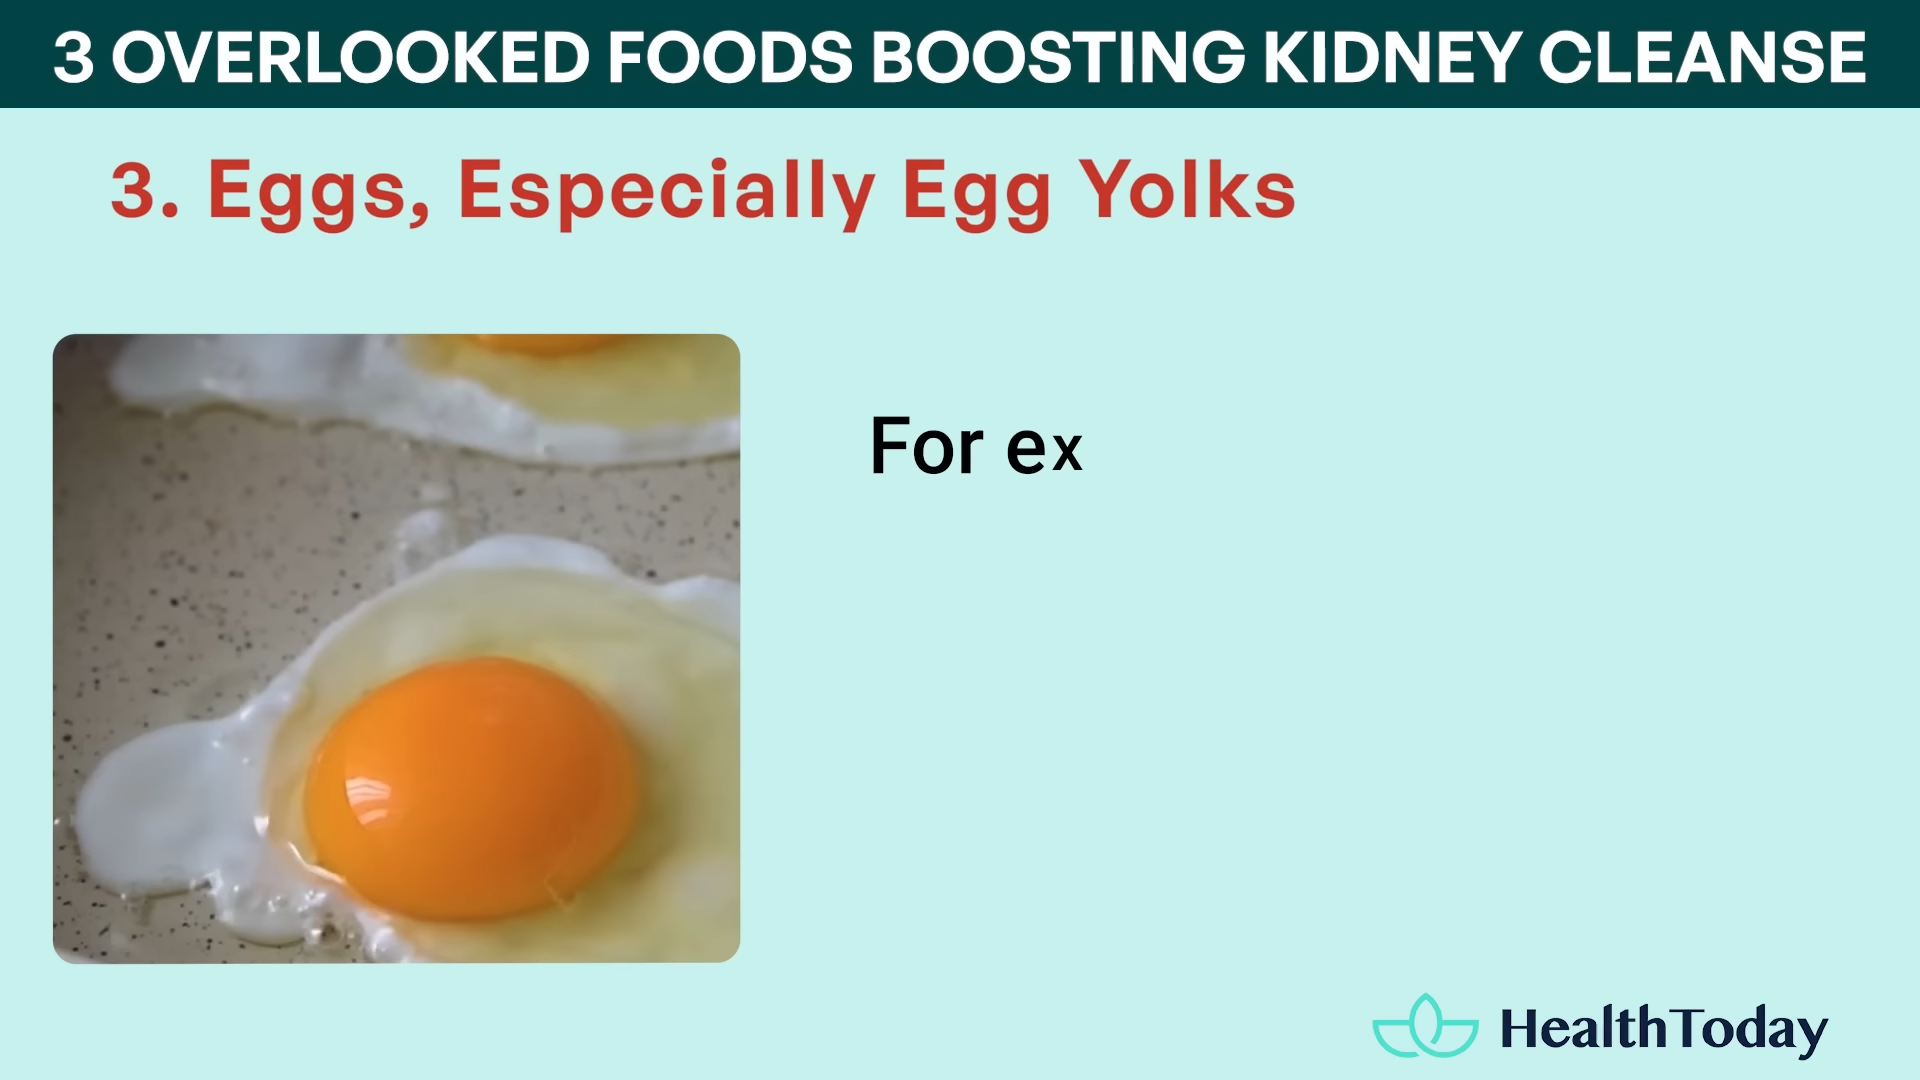 3 OVERLOOKED FOODS BOOSTING KIDNEY CLEANSE
3. Eggs, Especially Egg Yolks
For ex
HealthToday